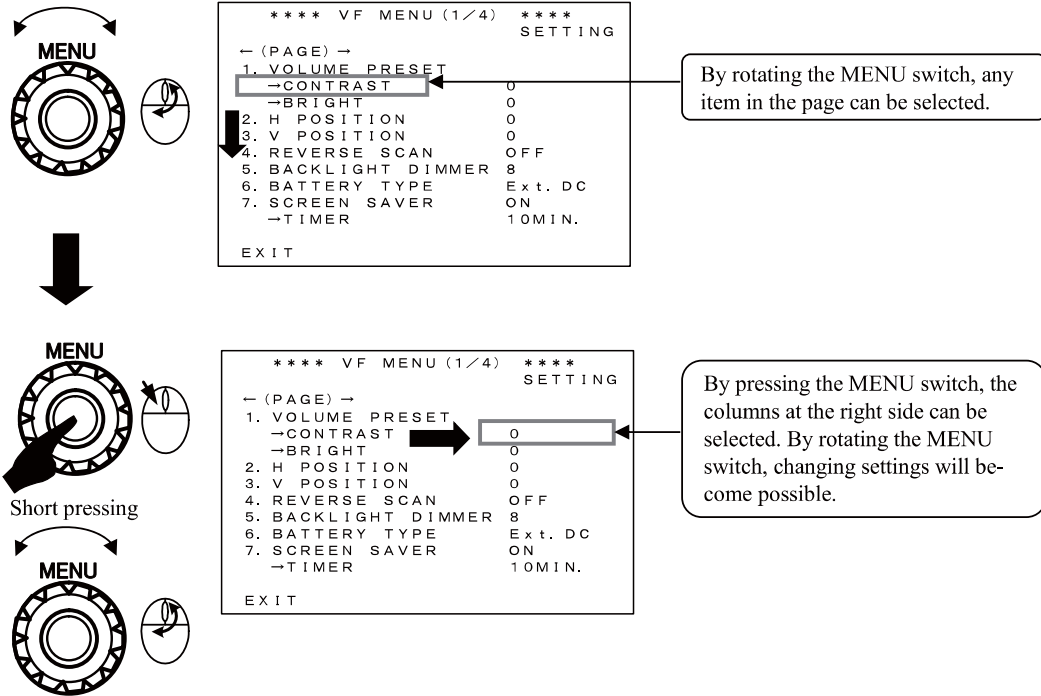 MENU
**** VF MENU(1/4) ****
SETTING
←(PAGE)→
1. VOLUME PRESET
→CONTRAST 0
→BRIGHT 0
2. H POSITION 0
3. V POSITION 0
4. REVERSE SCAN OFF
5. BACKLIGHT DIMMER 8
6. BATTERY TYPE Ext. DC
7. SCREEN SAVER ON
→TIMER 10MIN.
EXIT
By rotating the MENU switch, any
item in the page can be selected.
MENU
Short pressing
MENU
**** VF MENU(1/4) ****
SETTING
←(PAGE)→
1. VOLUME PRESET
→CONTRAST 0
→BRIGHT 0
2. H POSITION 0
3. V POSITION 0
4. REVERSE SCAN OFF
5. BACKLIGHT DIMMER 8
6. BATTERY TYPE Ext. DC
7. SCREEN SAVER ON
→TIMER 10MIN.
EXIT
By pressing the MENU switch, the
columns at the right side can be
selected. By rotating the MENU
switch, changing settings will be-
come possible.